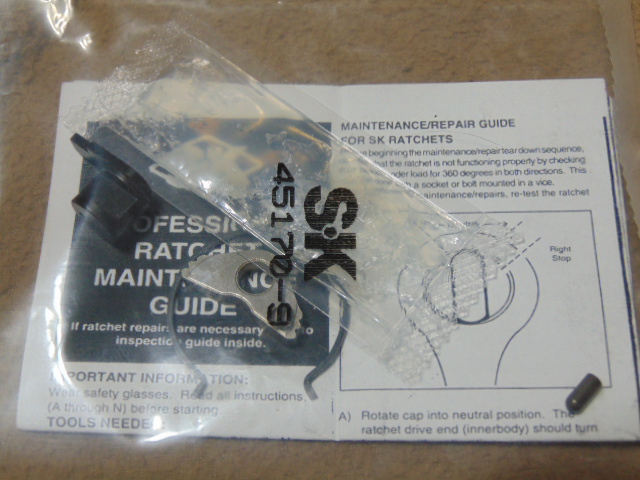 MAINTENANCE/REPAIR GUIDE
FOR SK RATCHETS
beginning the maintenance/repair tear down sequence,
that the ratchet is not functioning properly by checking
under load for 360 degrees in both directions. This
with a socket or bolt mounted in a vice.
maintenance/repairs, re-test the ratchet
Right
Stop
A) Rotate cap into neutral position. The
ratchet drive end (innerbody) should turn
SK
45170-9
RATCHET
GUIDE
If ratchet repairs are necessary
inspection guide inside.
IMPORTANT INFORMATION:
Wear safety glasses. Read all instructions,
(A through N) before starting
TOOLS NEEDED